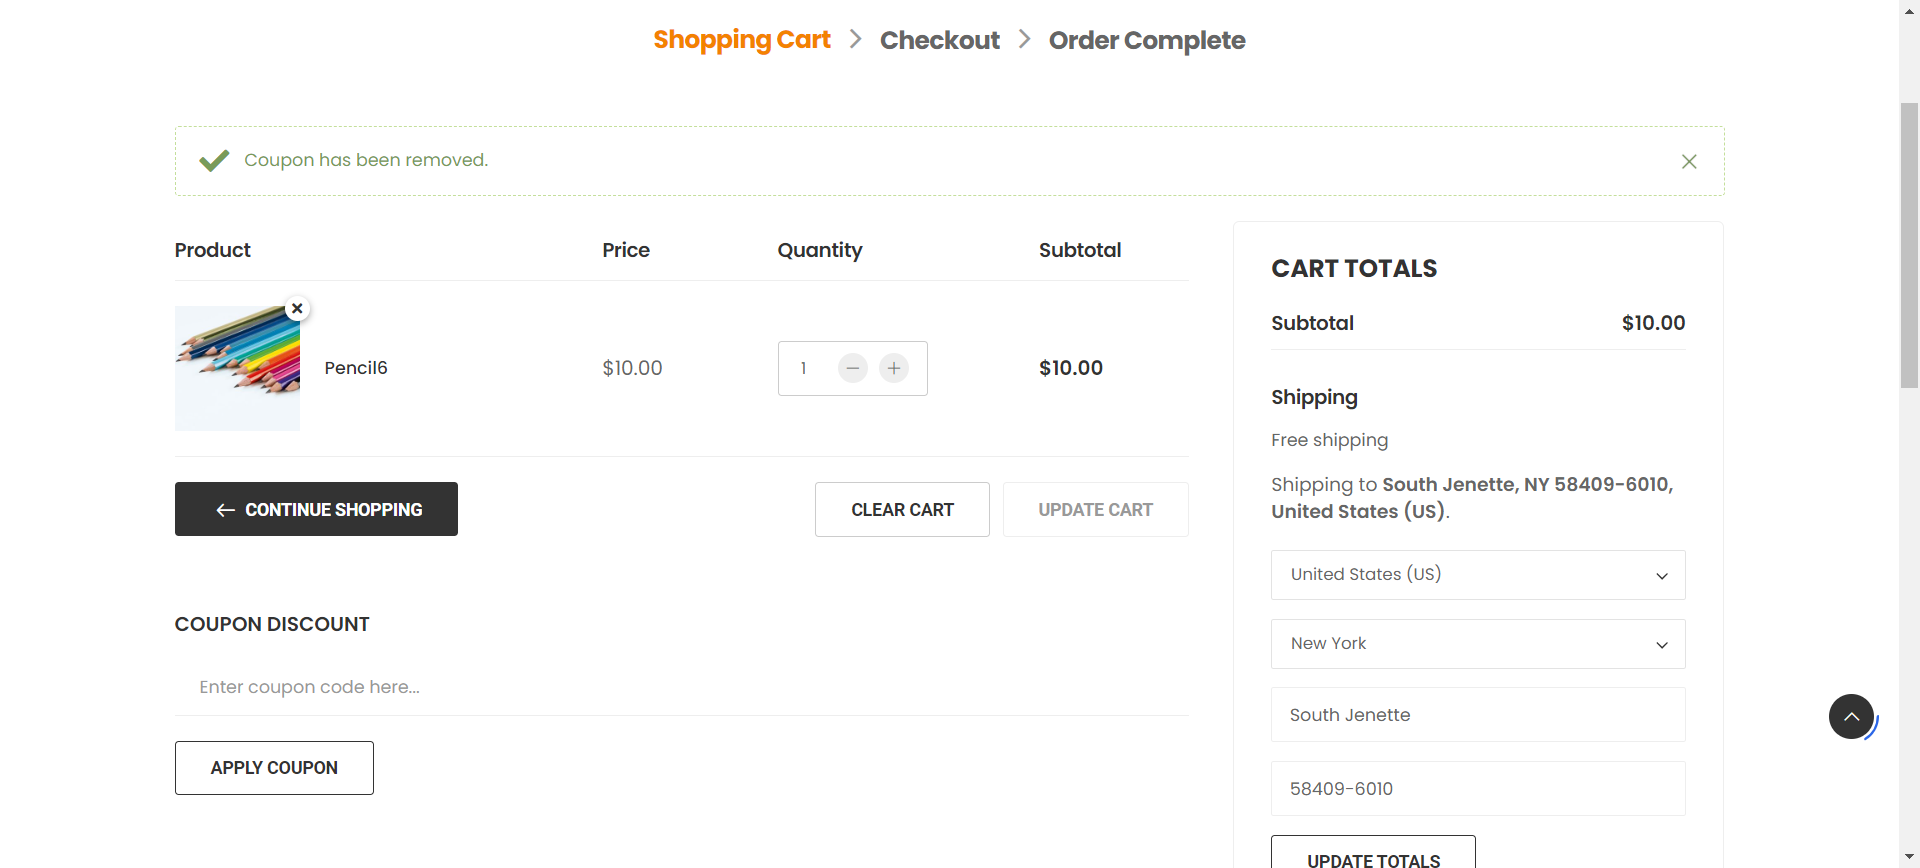 Shopping Cart > Checkout > Order Complete
Coupon has been removed.
Product Price Quantity Subtotal
Pencil6 $10.00 1 − + $10.00
CONTINUE SHOPPING CLEAR CART UPDATE CART
COUPON DISCOUNT
Enter coupon code here...
APPLY COUPON
CART TOTALS
Subtotal $10.00
Shipping
Free shipping
Shipping to South Jenette, NY 58409-6010,
United States (US).
United States (US)
New York
South Jenette
58409-6010
UPDATE TOTALS